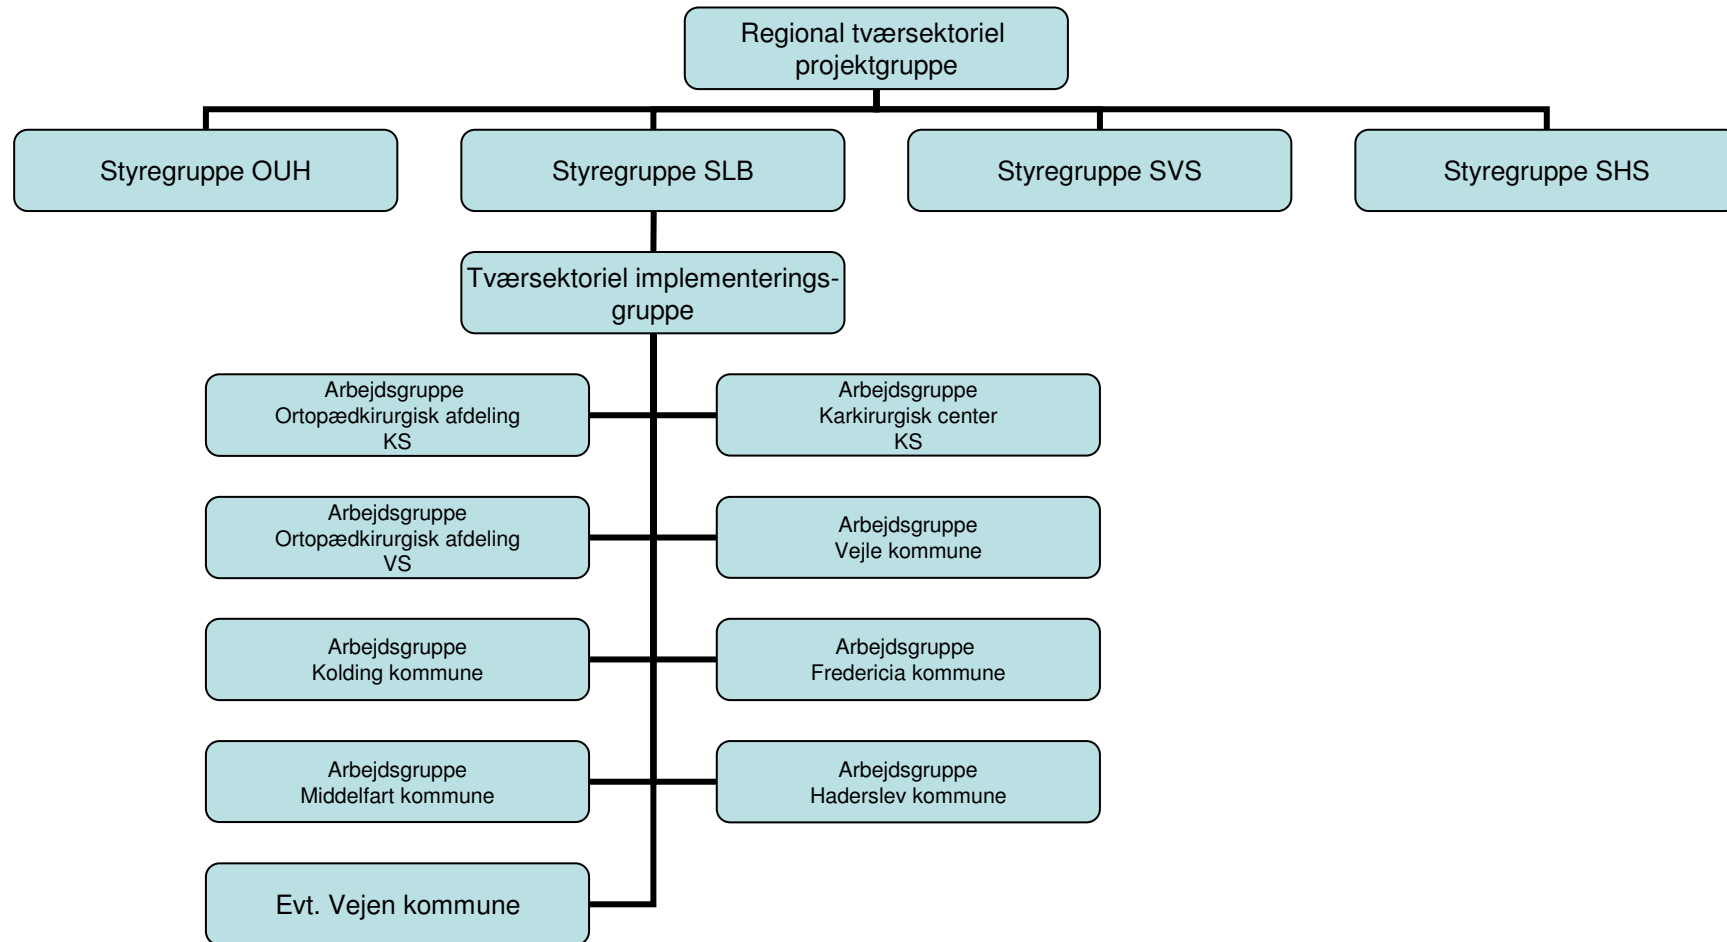 Regional tværsektoriel
projektgruppe
Styregruppe OUH
Styregruppe SLB
Styregruppe SVS
Styregruppe SHS
Tværsektoriel implementerings-
gruppe
Arbejdsgruppe
Ortopædkirurgisk afdeling
KS
Arbejdsgruppe
Karkirurgisk center
KS
Arbejdsgruppe
Ortopædkirurgisk afdeling
VS
Arbejdsgruppe
Vejle kommune
Arbejdsgruppe
Kolding kommune
Arbejdsgruppe
Fredericia kommune
Arbejdsgruppe
Middelfart kommune
Arbejdsgruppe
Haderslev kommune
Evt. Vejen kommune